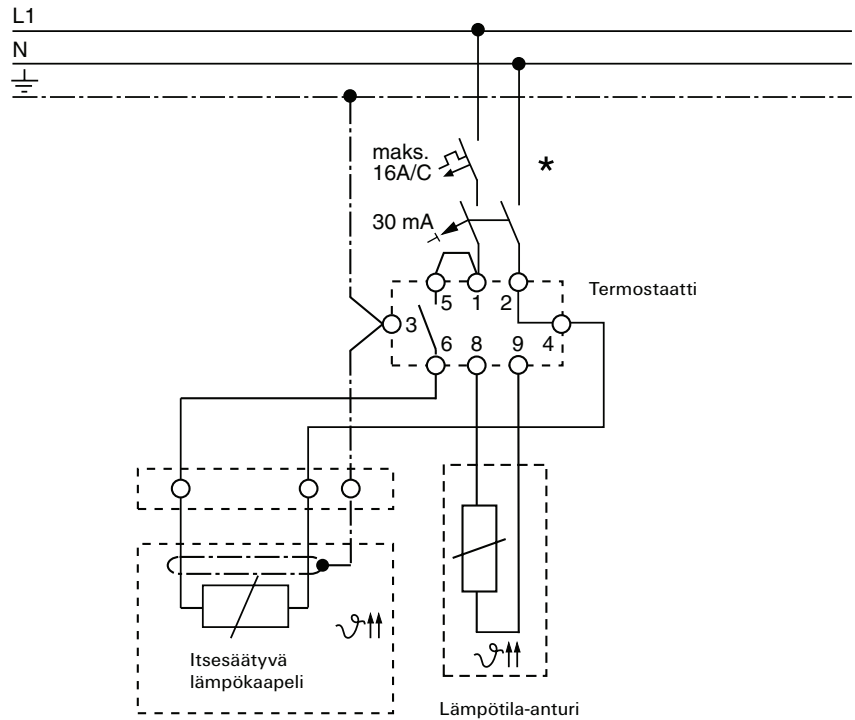 L1
N
maks.
16A/C
*
30 mA
Termostaatti
5 1 2
3
6 8 9 4
Itsesäätyvä
lämpökaapeli
ϑ
ϑ
Lämpötila-anturi